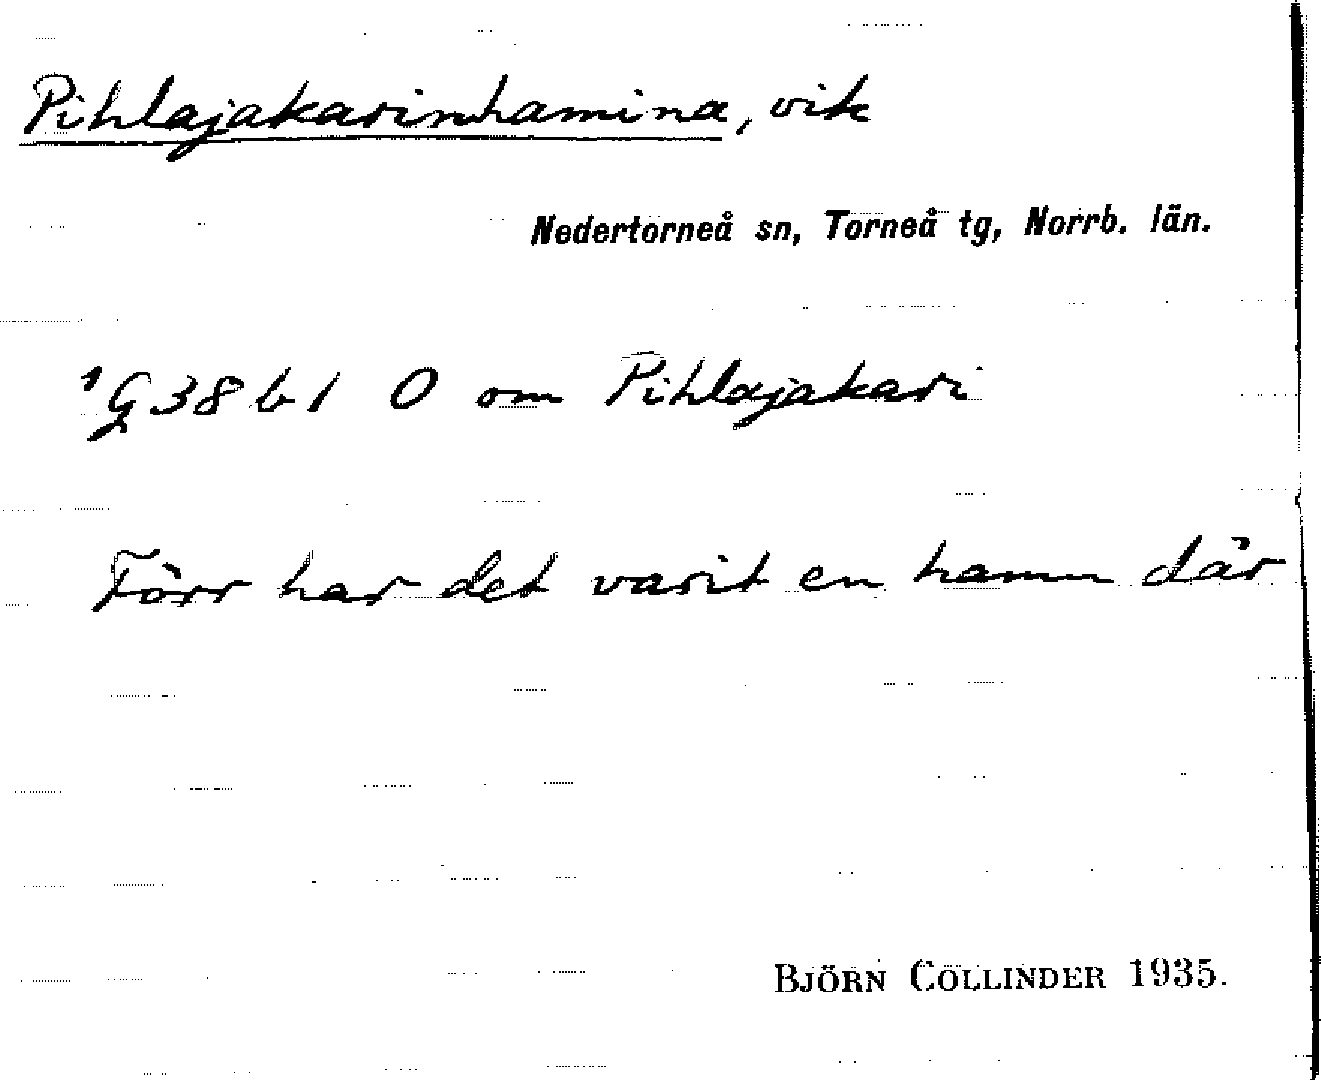 Pihlajakarinhamina, vik
Nedertorneå sn, Torneå tg, Norrb. län.
¹G38b1 O om Pihlajakari
Förr har det varit en hamn där
BJÖRN COLLINDER 1935.